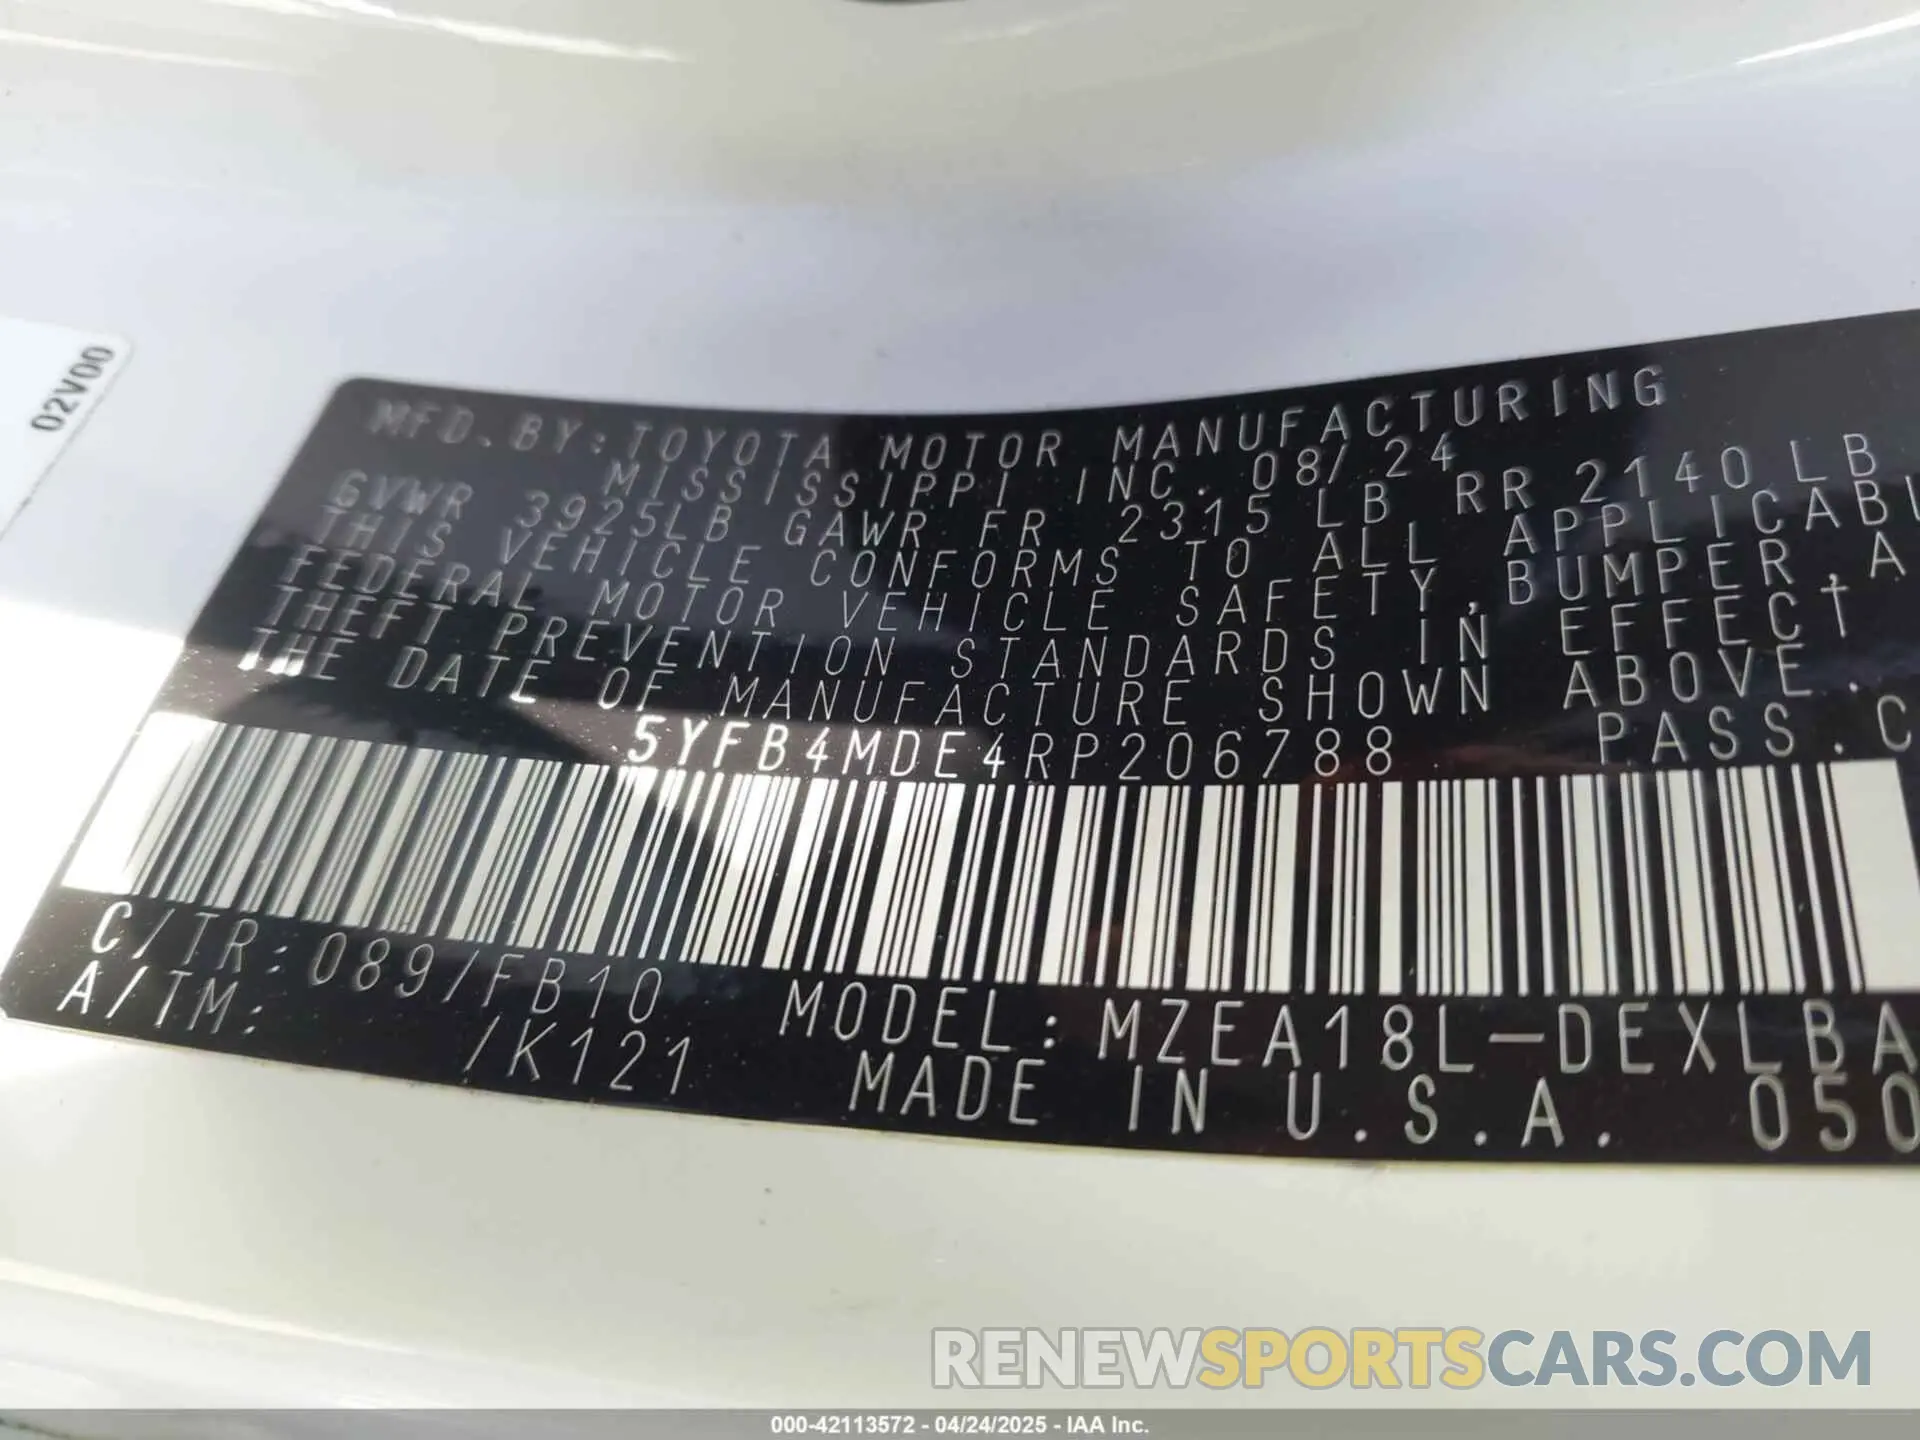 02V00
MFD. BY: TOYOTA MOTOR MANUFACTURING
MISSISSIPPI INC. 08/24
GVWR 3925LB GAWR FR 2315 LB RR 2140 LB
THIS VEHICLE CONFORMS TO ALL APPLICABL
FEDERAL MOTOR VEHICLE SAFETY, BUMPER, A
THEFT PREVENTION STANDARDS IN EFFECT
THE DATE OF MANUFACTURE SHOWN ABOVE.
5YFB4MDE4RP206788 PASS. C
C/TR: 089/FB10 MODEL: MZEA18L-DEXLBA
A/TM: /K121 MADE IN U.S.A. 050
RENEWSPORTSCARS.COM
000-42113572 - 04/24/2025 - IAA Inc.